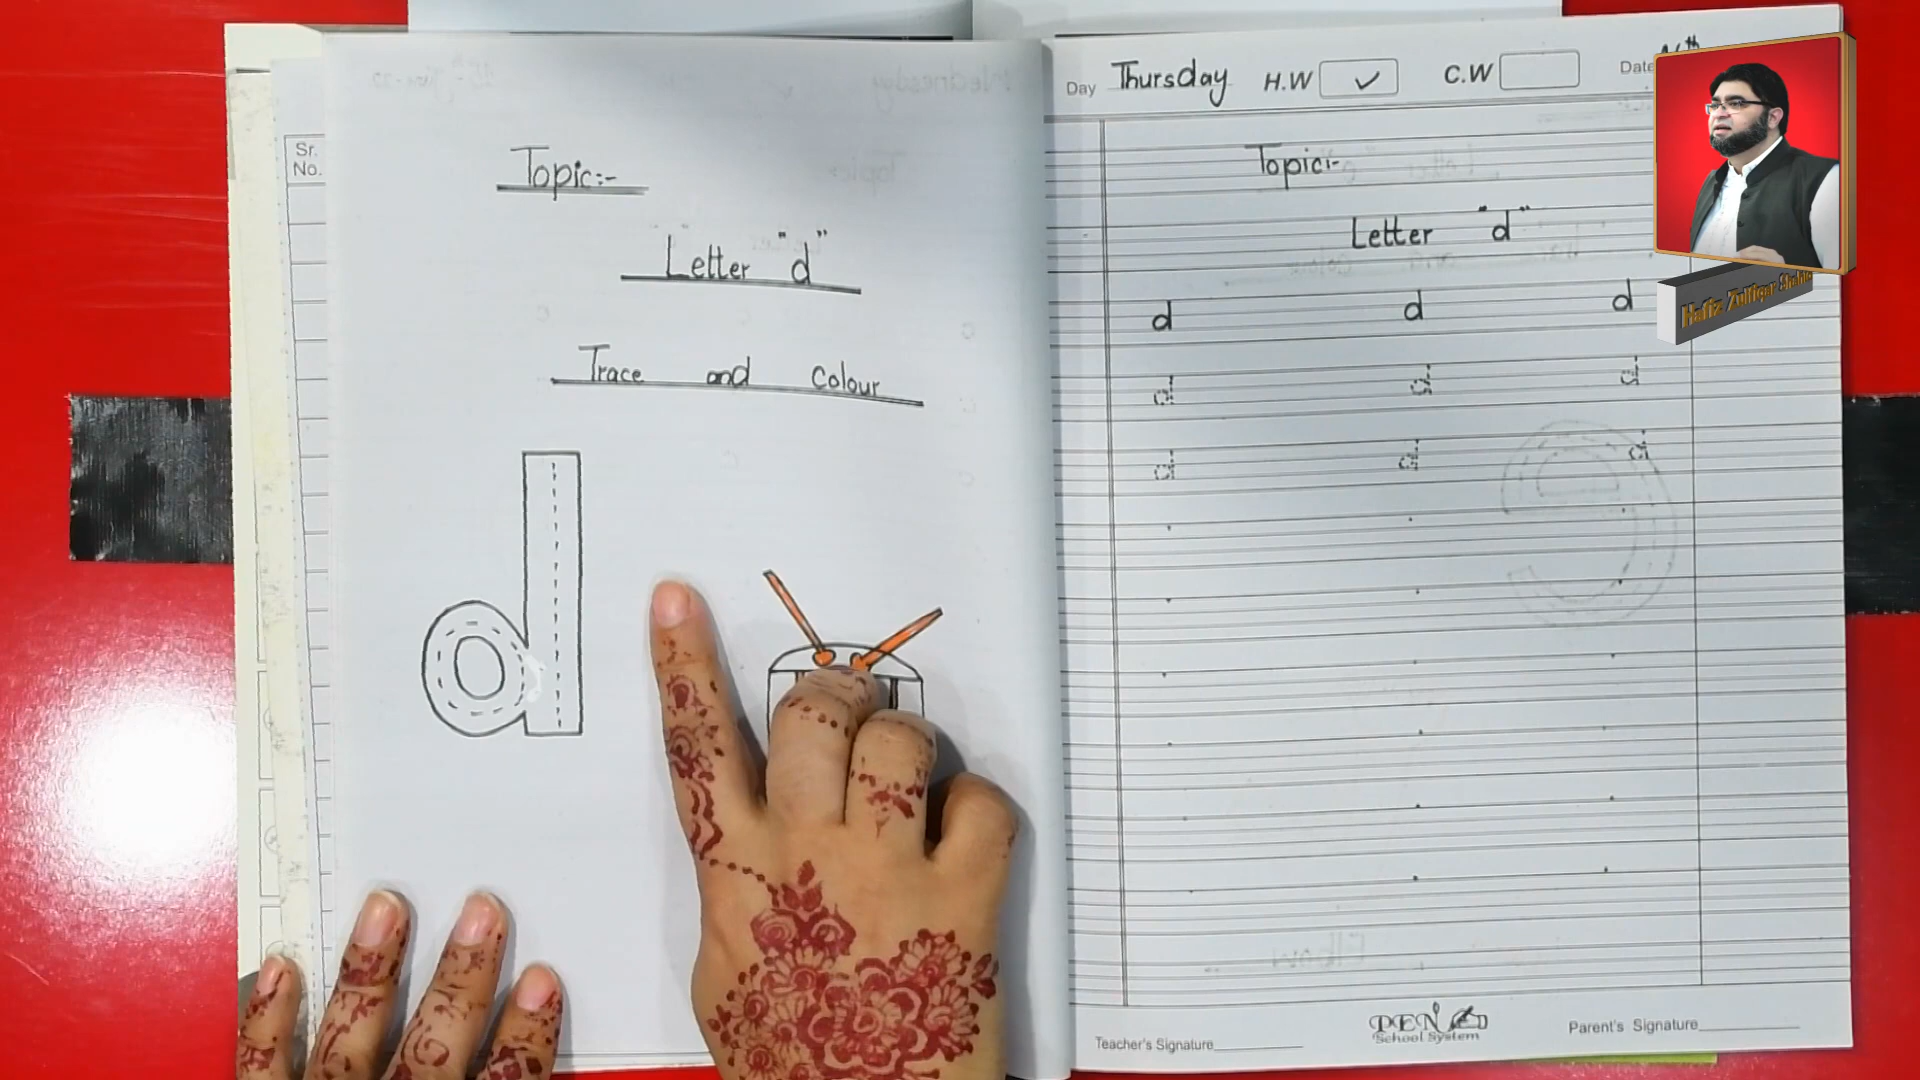 Sr.
No.
Topic:-
Letter "d"
Trace and Colour
Day Thursday H.W ✓ C.W Date
Topic:-
Letter "d"
d d d
d d d
d d d
Teacher's Signature
PEN
School System
Parent's Signature
Hafiz Zulfiqar